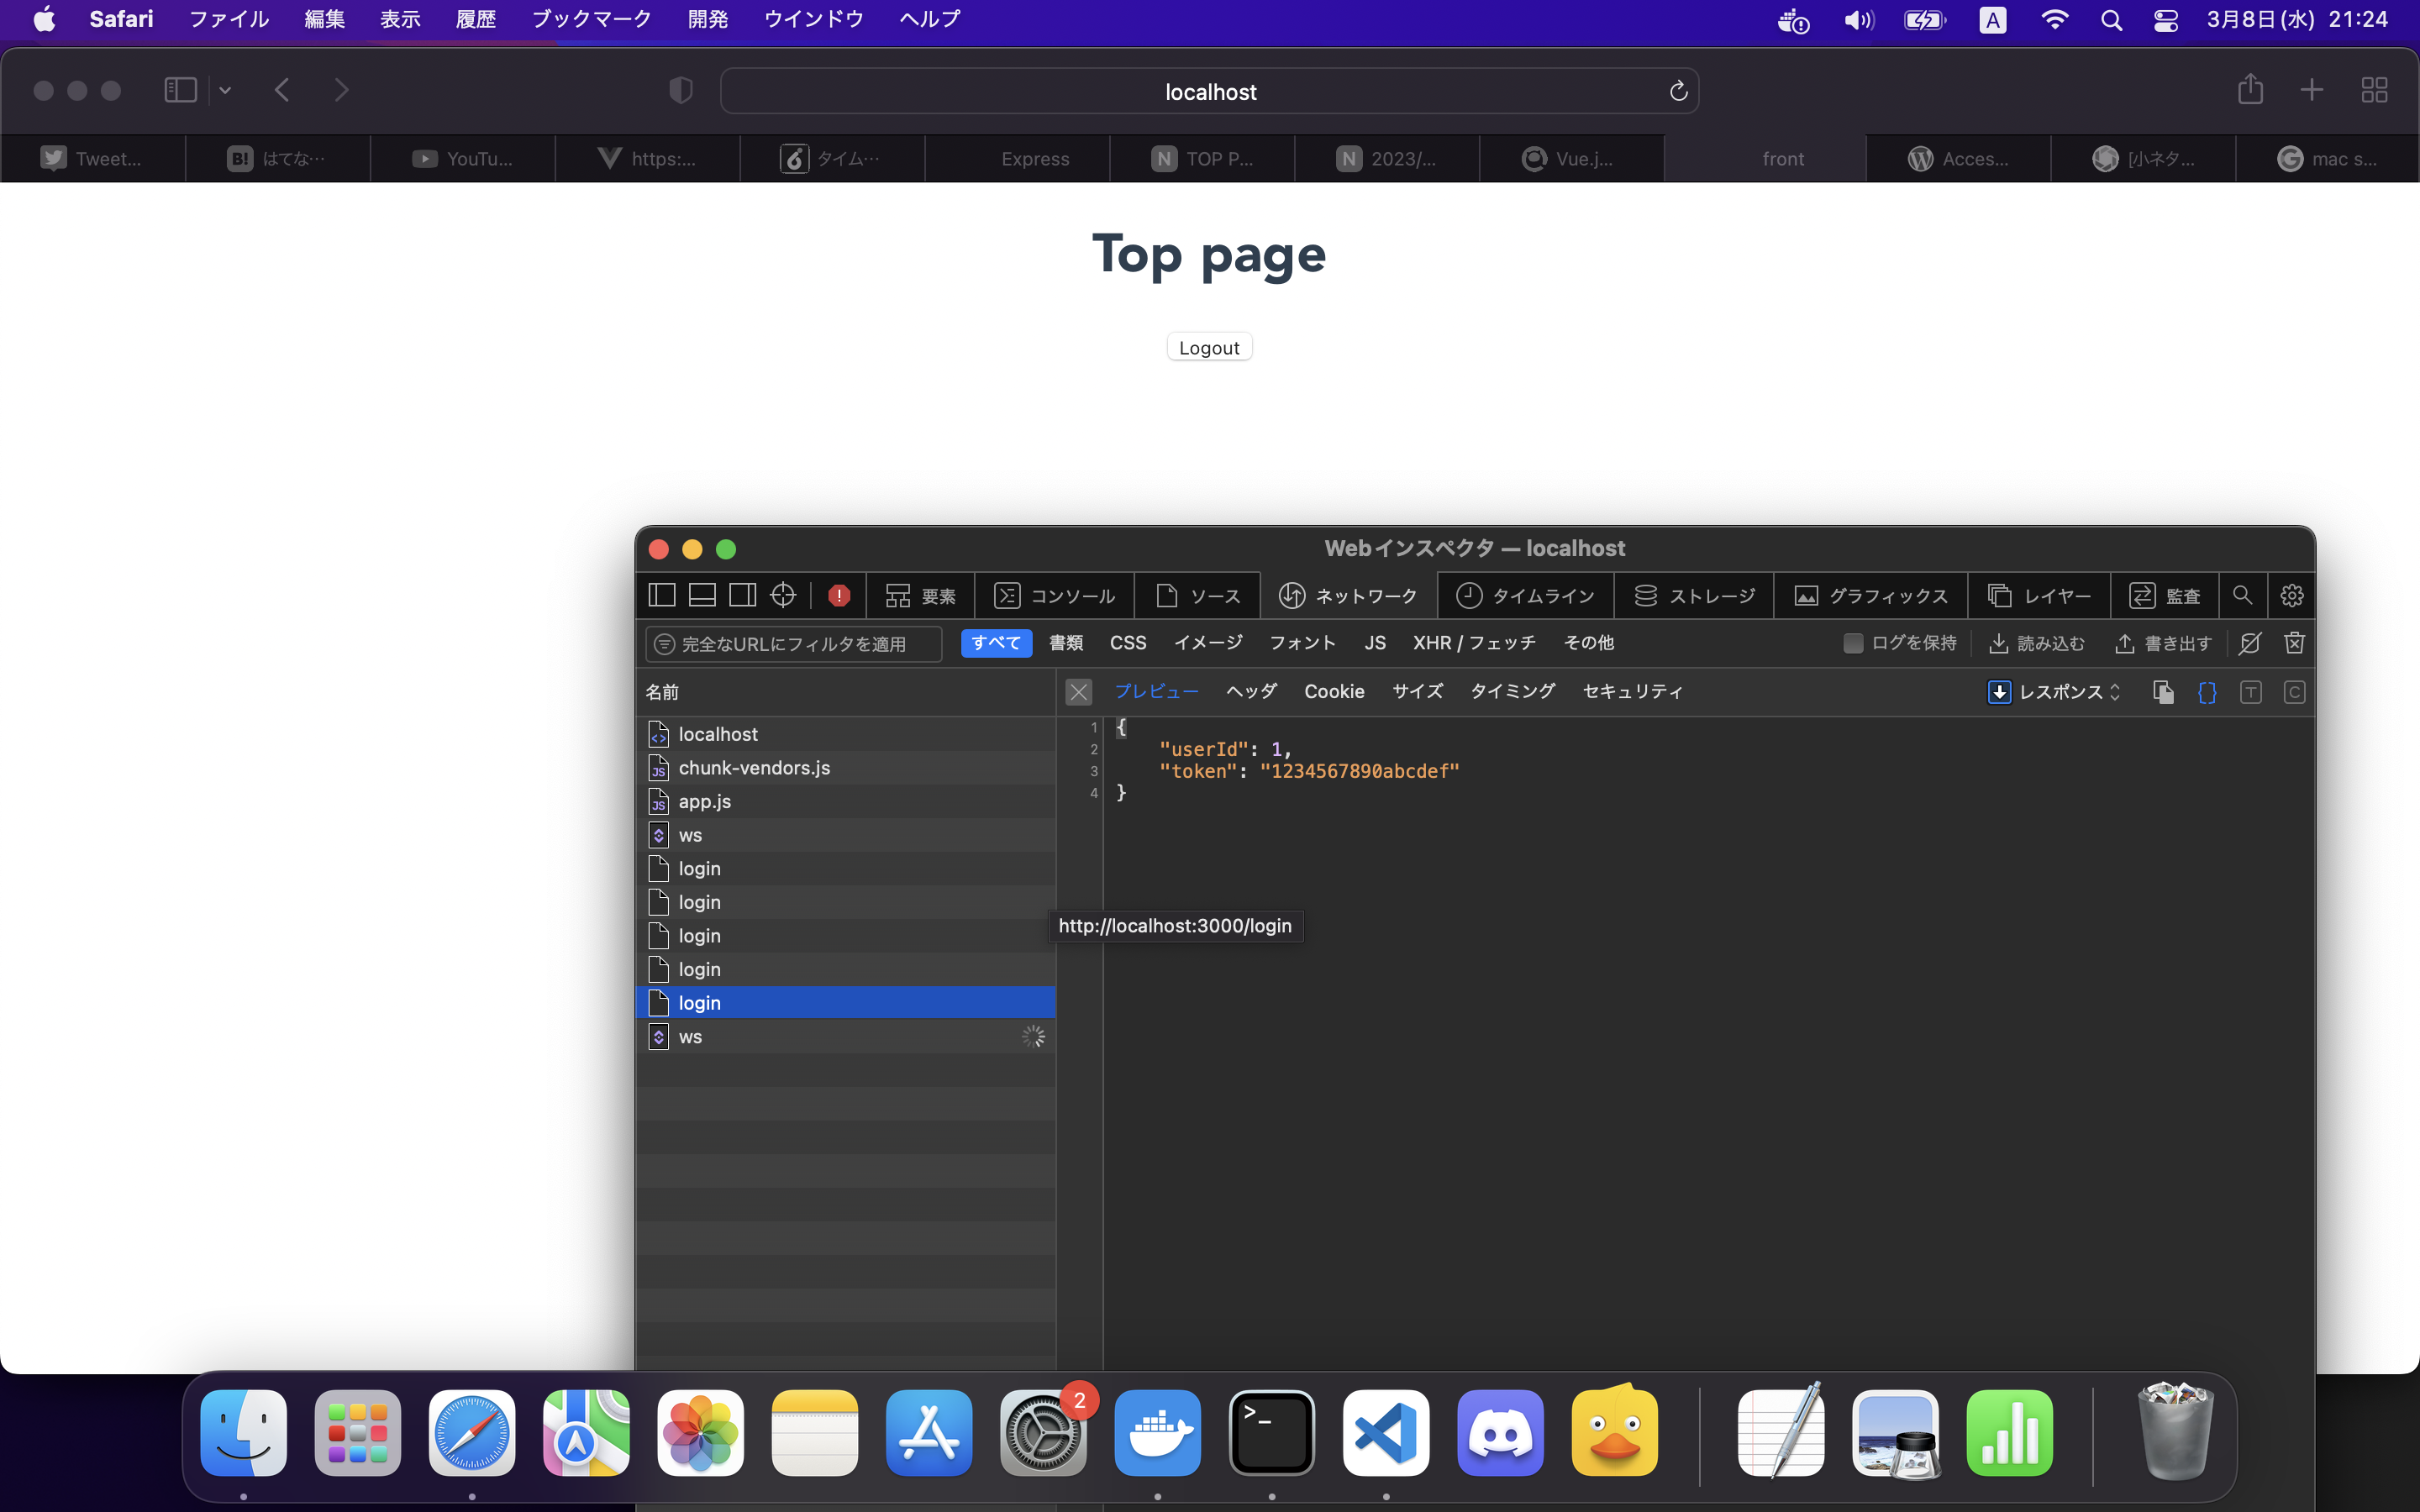 Safari ファイル 編集 表示 履歴 ブックマーク 開発 ウインドウ ヘルプ A 3月8日(水) 21:24
localhost
Tweet... B! はてな… YouTu... https:... タイム… Express N TOP P... N 2023/... Vue.j... front Acces... [小ネタ... G mac s...
Top page
Logout
Web インスペクタ — localhost
要素 コンソール ソース ネットワーク タイムライン ストレージ グラフィックス レイヤー 監査
完全なURLにフィルタを適用 すべて 書類 CSS イメージ フォント JS XHR / フェッチ その他 ログを保持 読み込む 書き出す
名前 プレビュー ヘッダ Cookie サイズ タイミング セキュリティ レスポンス {} T C
localhost
chunk-vendors.js
app.js
ws
login
login
login
login
login
ws
1 {
2 "userId": 1,
3 "token": "1234567890abcdef"
4 }
http://localhost:3000/login
2